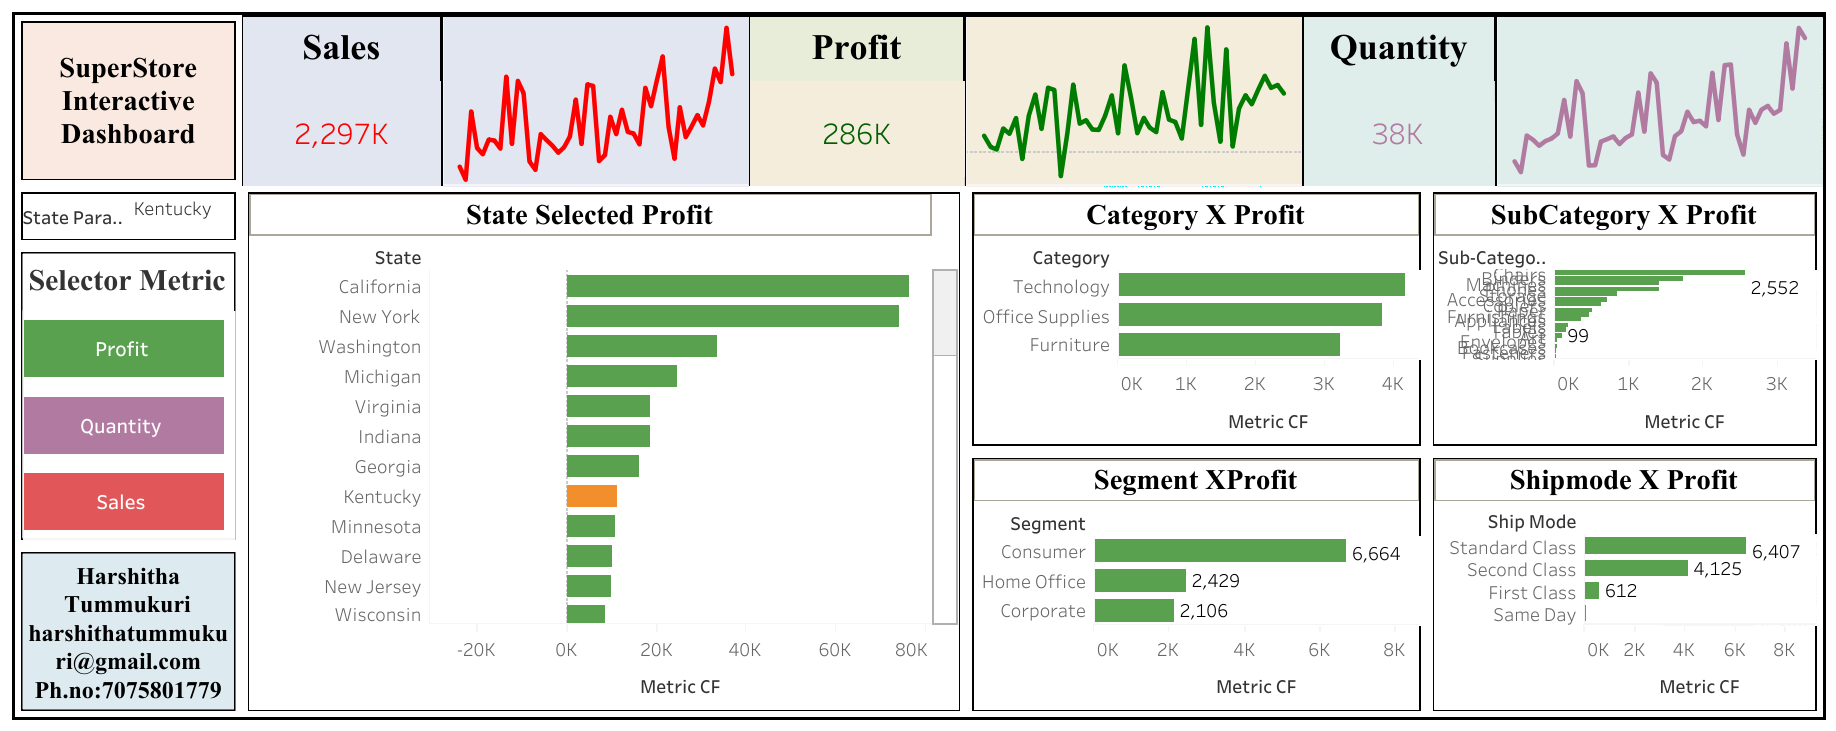 SuperStore
Interactive
Dashboard
Sales
2,297K
Profit
286K
Quantity
38K
State Para.. Kentucky
Selector Metric
Profit
Quantity
Sales
Harshitha
Tummukuri
harshithatummuku
ri@gmail.com
Ph.no:7075801779
State Selected Profit
State
California
New York
Washington
Michigan
Virginia
Indiana
Georgia
Kentucky
Minnesota
Delaware
New Jersey
Wisconsin
-20K 0K 20K 40K 60K 80K
Metric CF
Category X Profit
Category
Technology
Office Supplies
Furniture
0K 1K 2K 3K 4K
Metric CF
SubCategory X Profit
Sub-Catego..
Chairs
2,552
99
0K 1K 2K 3K
Metric CF
Segment XProfit
Segment
Consumer 6,664
Home Office 2,429
Corporate 2,106
0K 2K 4K 6K 8K
Metric CF
Shipmode X Profit
Ship Mode
Standard Class 6,407
Second Class 4,125
First Class 612
Same Day
0K 2K 4K 6K 8K
Metric CF